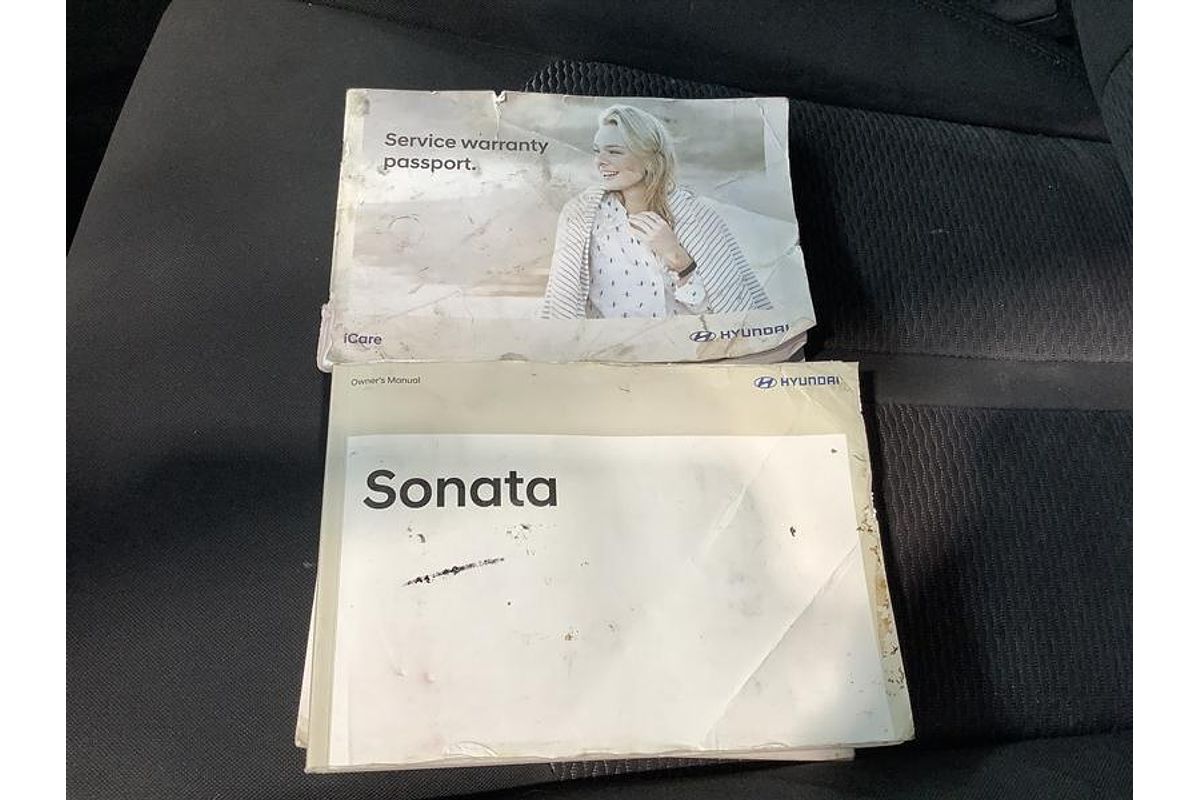 Service warranty
passport.
iCare
HYUNDAI
Owner's Manual
HYUNDAI
Sonata